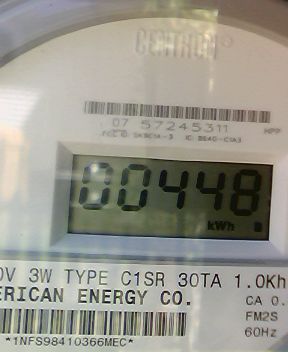 CENTRON®
07 57245311 HPP
00448
kWh
0V 3W TYPE C1SR 30TA 1.0Kh
ERICAN ENERGY CO. CA 0.
FM2S
*1NFS98410366MEC* 60Hz